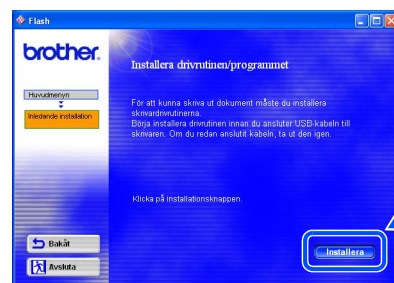 Flash
brother.
Installera drivrutinen/programmet
Huvudmenyn
Inledande installation
För att kunna skriva ut dokument måste du installera
skrivardrivrutinerna.
Börja installera drivrutinen innan du ansluter USB-kabeln till
skrivaren. Om du redan anslutit kabeln, ta ut den igen.
Klicka på installationsknappen.
Bakåt
Installera
Avsluta